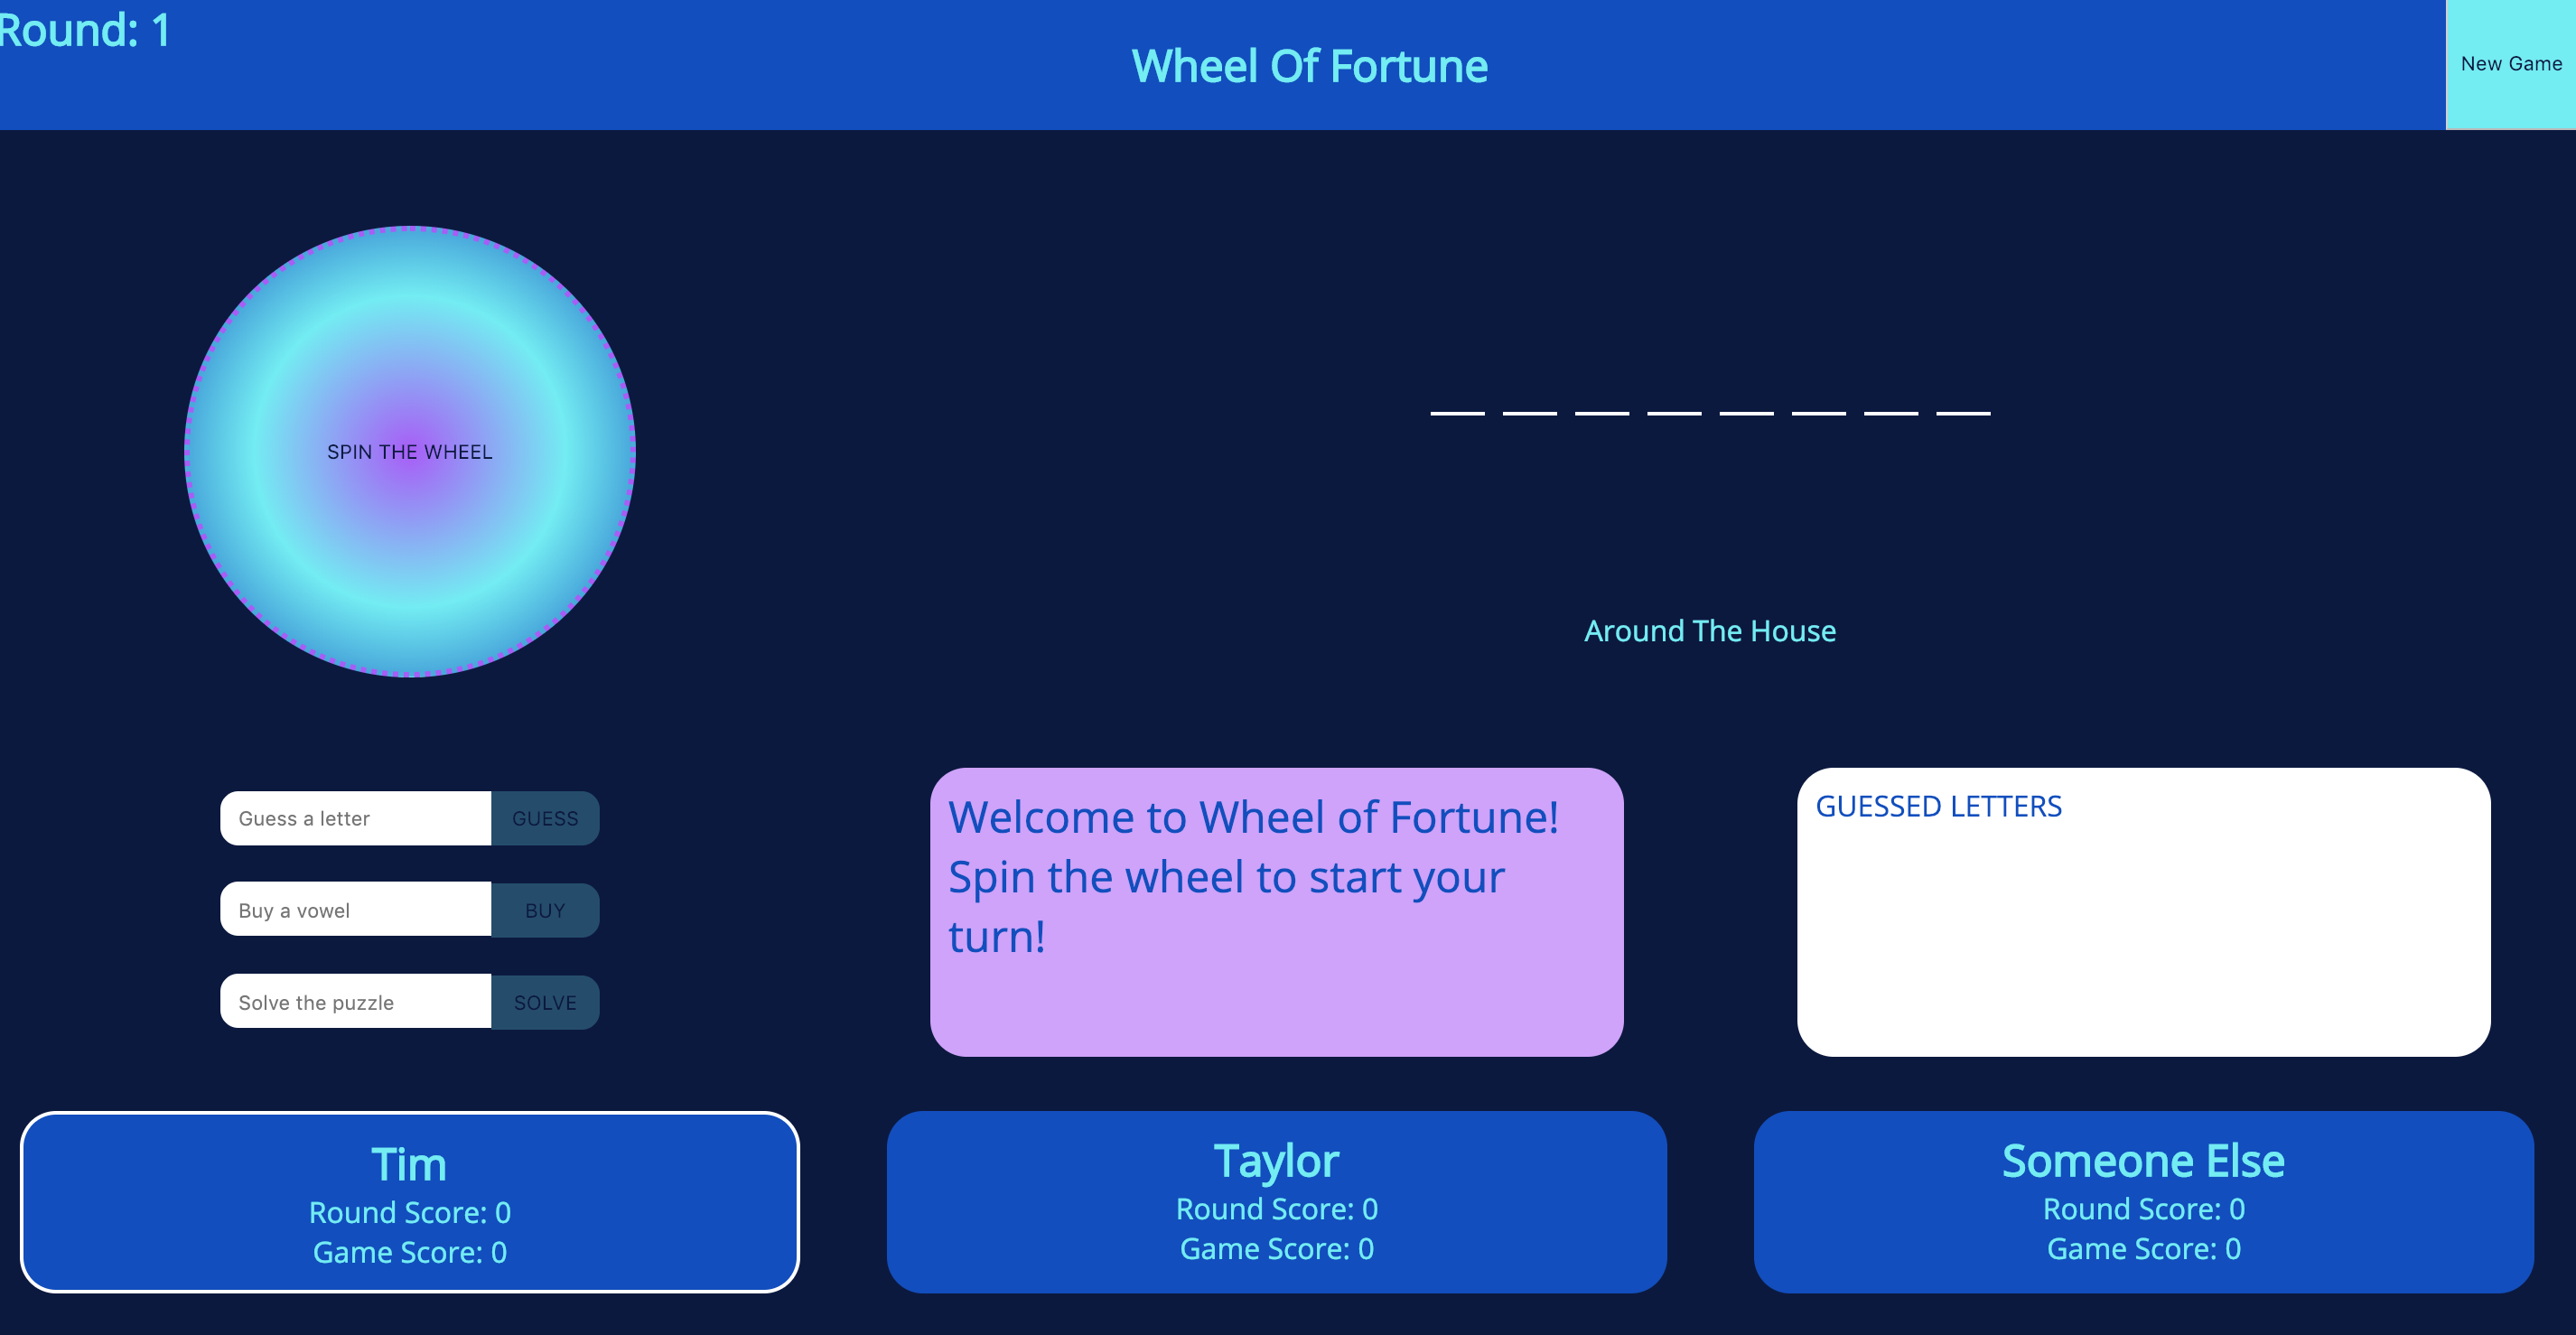 Round: 1
Wheel Of Fortune
New Game
SPIN THE WHEEL
Around The House
Guess a letter
GUESS
Buy a vowel
BUY
Solve the puzzle
SOLVE
Welcome to Wheel of Fortune!
Spin the wheel to start your
turn!
GUESSED LETTERS
Tim
Round Score: 0
Game Score: 0
Taylor
Round Score: 0
Game Score: 0
Someone Else
Round Score: 0
Game Score: 0